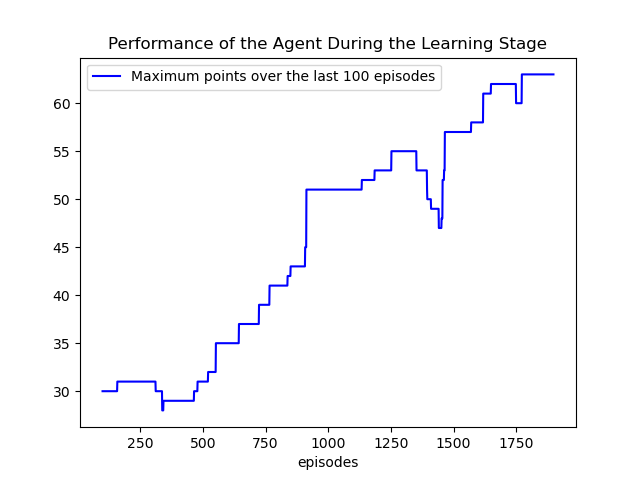 Performance of the Agent During the Learning Stage
Maximum points over the last 100 episodes
60
55
50
45
40
35
30
250 500 750 1000 1250 1500 1750
episodes